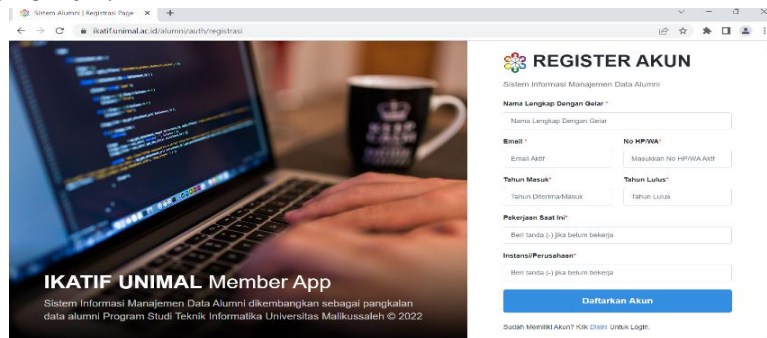 Sistem Alumni | Registrasi Page
ikatif.unimal.ac.id/alumni/auth/registrasi
REGISTER AKUN
Sistem Informasi Manajemen Data Alumni
Nama Lengkap Dengan Gelar *
Nama Lengkap Dengan Gelar
Email * No HP/WA*
Email Aktif Masukkan No HP/WA Aktif
Tahun Masuk* Tahun Lulus*
Tahun Diterima/Masuk Tahun Lulus
Pekerjaan Saat Ini*
Beri tanda (-) jika belum bekerja
Instansi/Perusahaan*
Beri tanda (-) jika belum bekerja
Daftarkan Akun
Sudah Memiliki Akun? Klik Disini Untuk Login.
IKATIF UNIMAL Member App
Sistem Informasi Manajemen Data Alumni dikembangkan sebagai pangkalan
data alumni Program Studi Teknik Informatika Universitas Malikussaleh © 2022